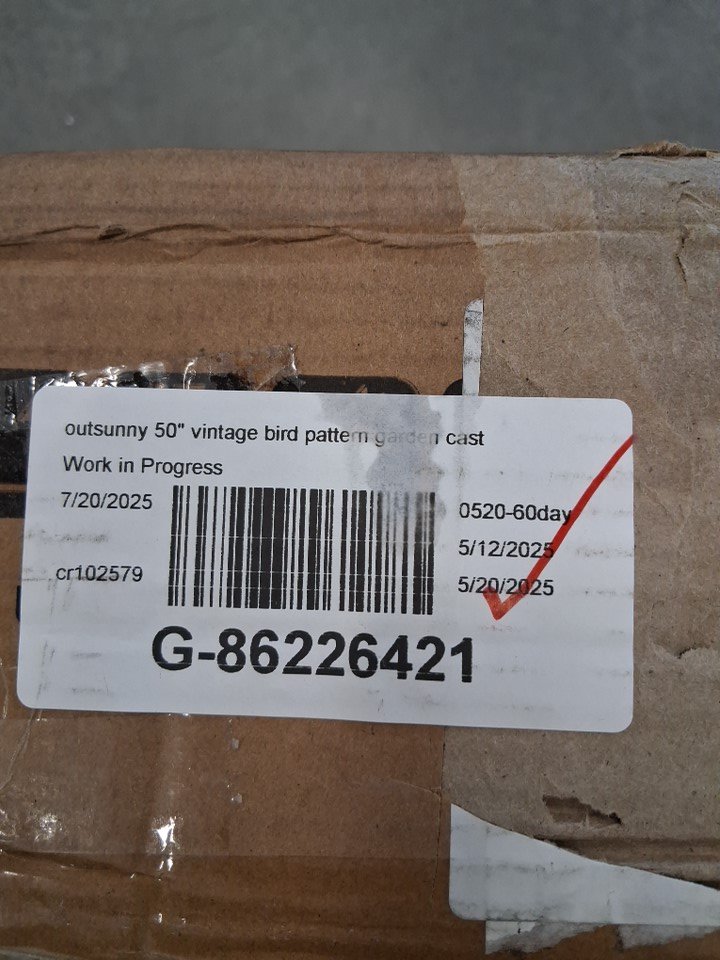 outsunny 50" vintage bird pattern garden cast
Work in Progress
7/20/2025
0520-60day
5/12/2025
cr102579
5/20/2025
G-86226421